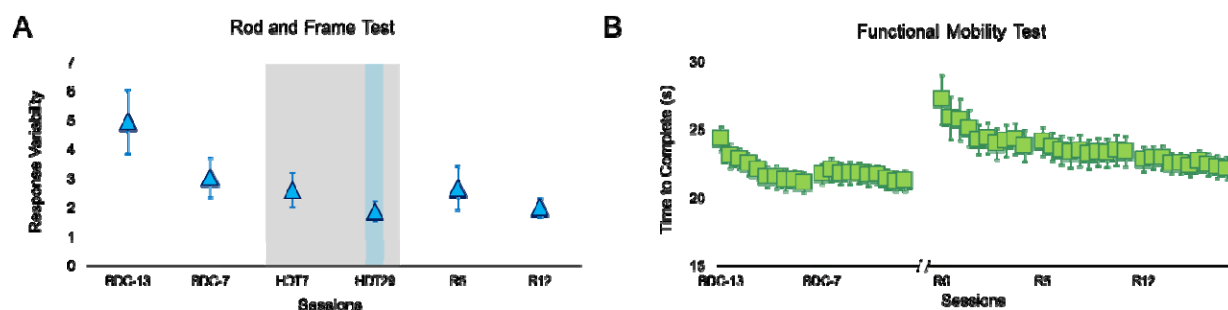 A
Rod and Frame Test
Response Variability
7
6
5
4
3
2
1
0
BDC-13
BDC-7
HDT7
HDT29
R5
R12
Sessions
B
Functional Mobility Test
Time to Complete (s)
30
25
20
15
BDC-13
BDC-7
R0
R5
R12
Sessions